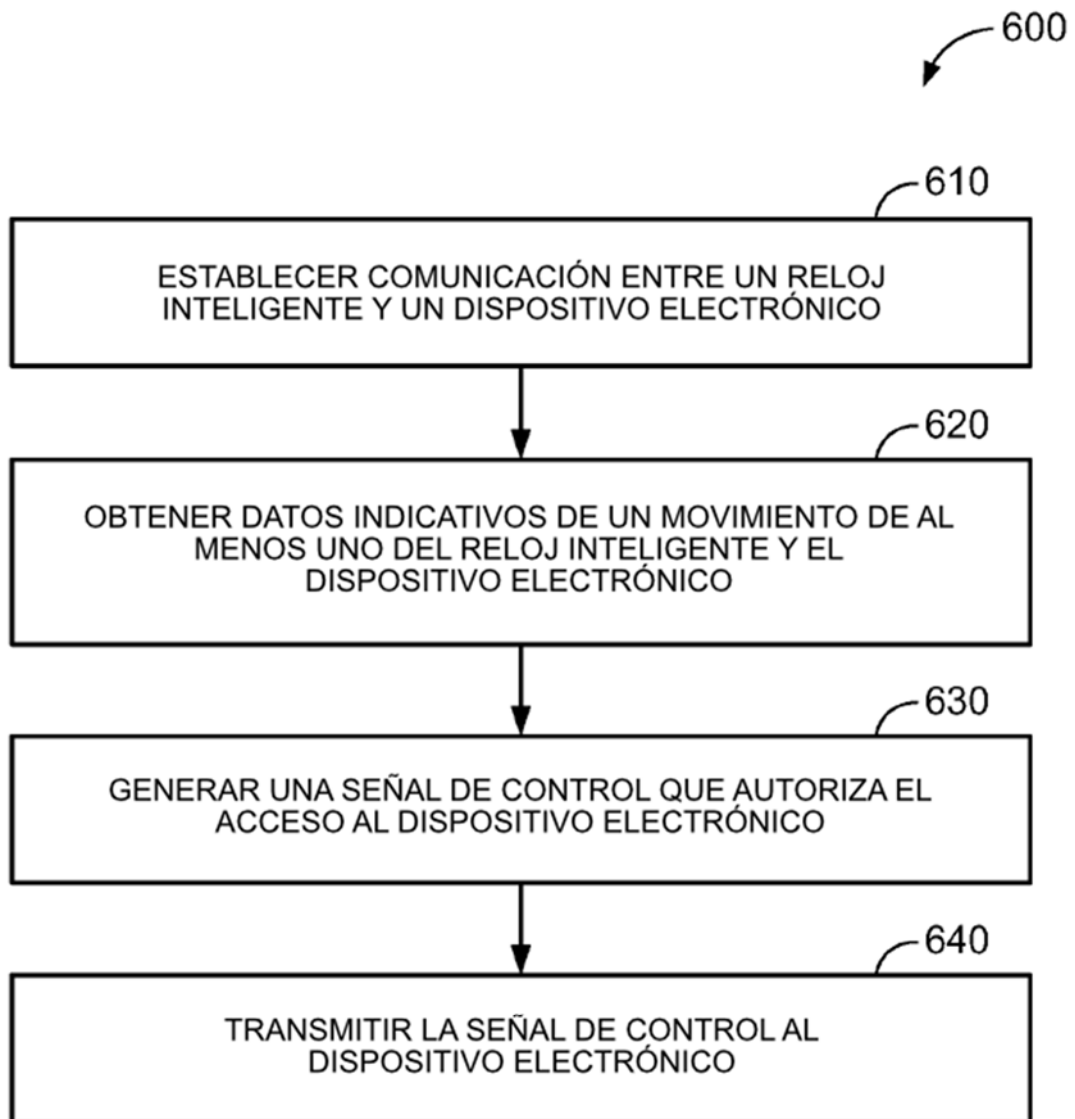 600
610
ESTABLECER COMUNICACIÓN ENTRE UN RELOJ
INTELIGENTE Y UN DISPOSITIVO ELECTRÓNICO
620
OBTENER DATOS INDICATIVOS DE UN MOVIMIENTO DE AL
MENOS UNO DEL RELOJ INTELIGENTE Y EL
DISPOSITIVO ELECTRÓNICO
630
GENERAR UNA SEÑAL DE CONTROL QUE AUTORIZA EL
ACCESO AL DISPOSITIVO ELECTRÓNICO
640
TRANSMITIR LA SEÑAL DE CONTROL AL
DISPOSITIVO ELECTRÓNICO